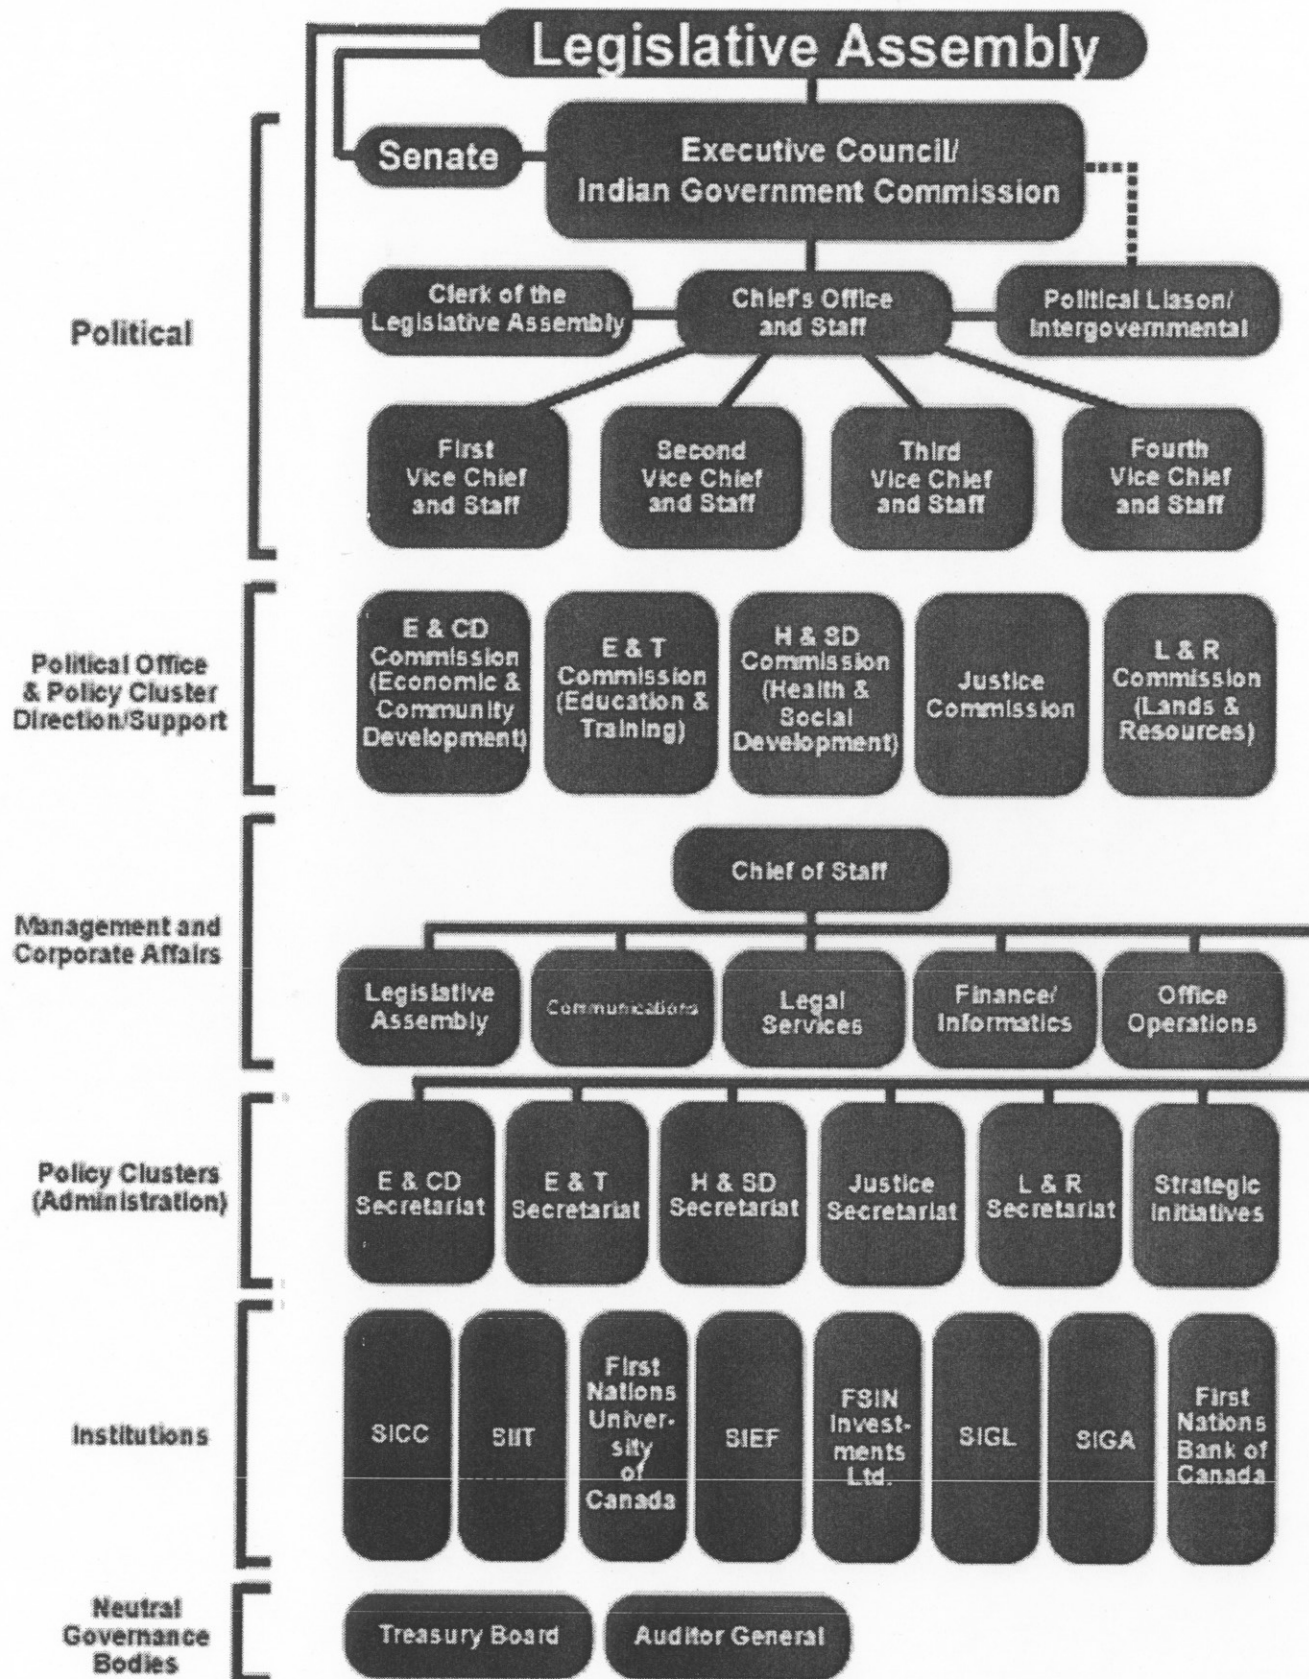 Legislative Assembly
Senate
Executive Council/
Indian Government Commission
Political
Clerk of the
Legislative Assembly
Chief's Office
and Staff
Political Liason/
Intergovernmental
First
Vice Chief
and Staff
Second
Vice Chief
and Staff
Third
Vice Chief
and Staff
Fourth
Vice Chief
and Staff
Political Office
& Policy Cluster
Direction/Support
E & CD
Commission
(Economic &
Community
Development)
E & T
Commission
(Education &
Training)
H & SD
Commission
(Health &
Social
Development)
Justice
Commission
L & R
Commission
(Lands &
Resources)
Management and
Corporate Affairs
Chief of Staff
Legislative
Assembly
Communications
Legal
Services
Finance/
Informatics
Office
Operations
Policy Clusters
(Administration)
E & CD
Secretariat
E & T
Secretariat
H & SD
Secretariat
Justice
Secretariat
L & R
Secretariat
Strategic
Initiatives
Institutions
SICC
SIIT
First
Nations
Univer-
sity
of
Canada
SIEF
FSIN
Invest-
ments
Ltd.
SIGL
SIGA
First
Nations
Bank of
Canada
Neutral
Governance
Bodies
Treasury Board
Auditor General